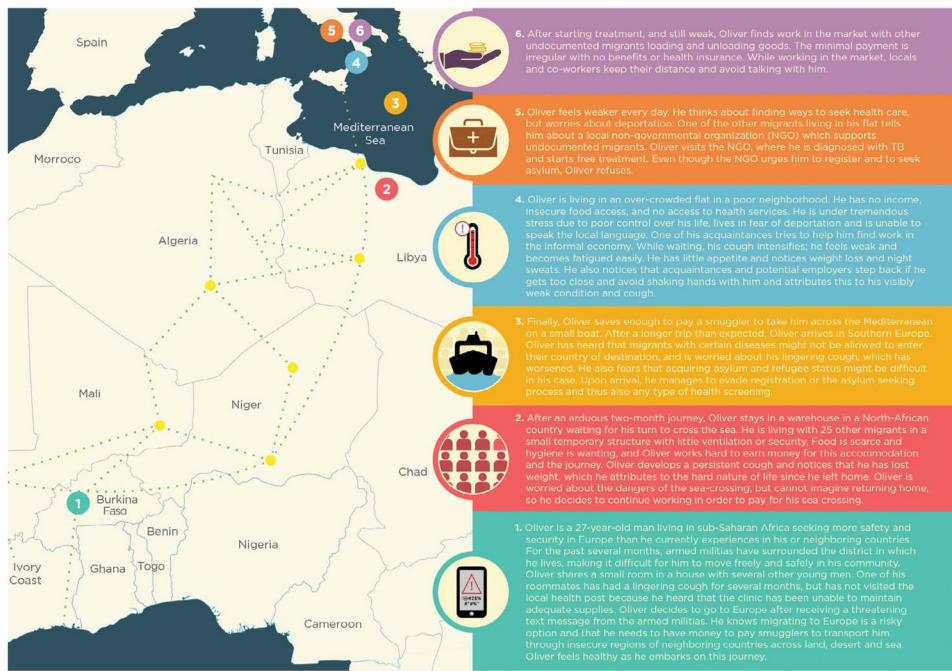 Spain
Morroco
Tunisia
Algeria
Libya
Mediterranean
Sea
Mali
Niger
Chad
Burkina
Faso
Benin
Ivory
Coast
Ghana
Togo
Nigeria
Cameroon
5
6
4
3
2
1
6. After starting treatment, and still weak, Oliver finds work in the market with other
undocumented migrants loading and unloading goods. The minimal payment is
irregular with no benefits or health insurance. While working in the market, locals
and co-workers keep their distance and avoid talking with him.
5. Oliver feels weaker every day. He thinks about finding ways to seek health care,
but worries about deportation. One of the other migrants living in his flat tells
him about a local non-governmental organization (NGO) which supports
undocumented migrants. Oliver visits the NGO, where he is diagnosed with TB
and starts free treatment. Even though the NGO urges him to register and to seek
asylum, Oliver refuses.
4. Oliver is living in an over-crowded flat in a poor neighborhood. He has no income,
insecure food access, and no access to health services. He is under tremendous
stress due to poor control over his life, lives in fear of deportation and is unable to
speak the local language. One of his acquaintances tries to help him find work in
the informal economy. While waiting, his cough intensifies; he feels weak and
becomes fatigued easily. He has little appetite and notices weight loss and night
sweats. He also notices that acquaintances and potential employers step back if he
gets too close and avoid shaking hands with him and attributes this to his visibly
weak condition and cough.
3. Finally, Oliver saves enough to pay a smuggler to take him across the Mediterranean
on a small boat. After a longer trip than expected, Oliver arrives in Southern Europe.
Oliver has heard that migrants with certain diseases might not be allowed to enter
their country of destination, and is worried about his lingering cough, which has
worsened. He also fears that acquiring asylum and refugee status might be difficult
in his case. Upon arrival, he manages to evade registration or the asylum seeking
process and thus also any type of health screening.
2. After an arduous two-month journey, Oliver stays in a warehouse in a North-African
country waiting for his turn to cross the sea. He is living with 25 other migrants in a
small temporary structure with little ventilation or security. Food is scarce and
hygiene is wanting, and Oliver works hard to earn money for this accommodation
and the journey. Oliver develops a persistent cough and notices that he has lost
weight, which he attributes to the hard nature of life since he left home. Oliver is
worried about the dangers of the sea-crossing, but cannot imagine returning home,
so he decides to continue working in order to pay for his sea crossing.
1. Oliver is a 27-year-old man living in sub-Saharan Africa seeking more safety and
security in Europe than he currently experiences in his or neighboring countries.
For the past several months, armed militias have surrounded the district in which
he lives, making it difficult for him to move freely and safely in his community.
Oliver shares a small room in a house with several other young men. One of his
roommates has had a lingering cough for several months, but has not visited the
local health post because he heard that the clinic has been unable to maintain
adequate supplies. Oliver decides to go to Europe after receiving a threatening
text message from the armed militias. He knows migrating to Europe is a risky
option and that he needs to have money to pay smugglers to transport him
through insecure regions of neighboring countries across land, desert and sea.
Oliver feels healthy as he embarks on this journey.